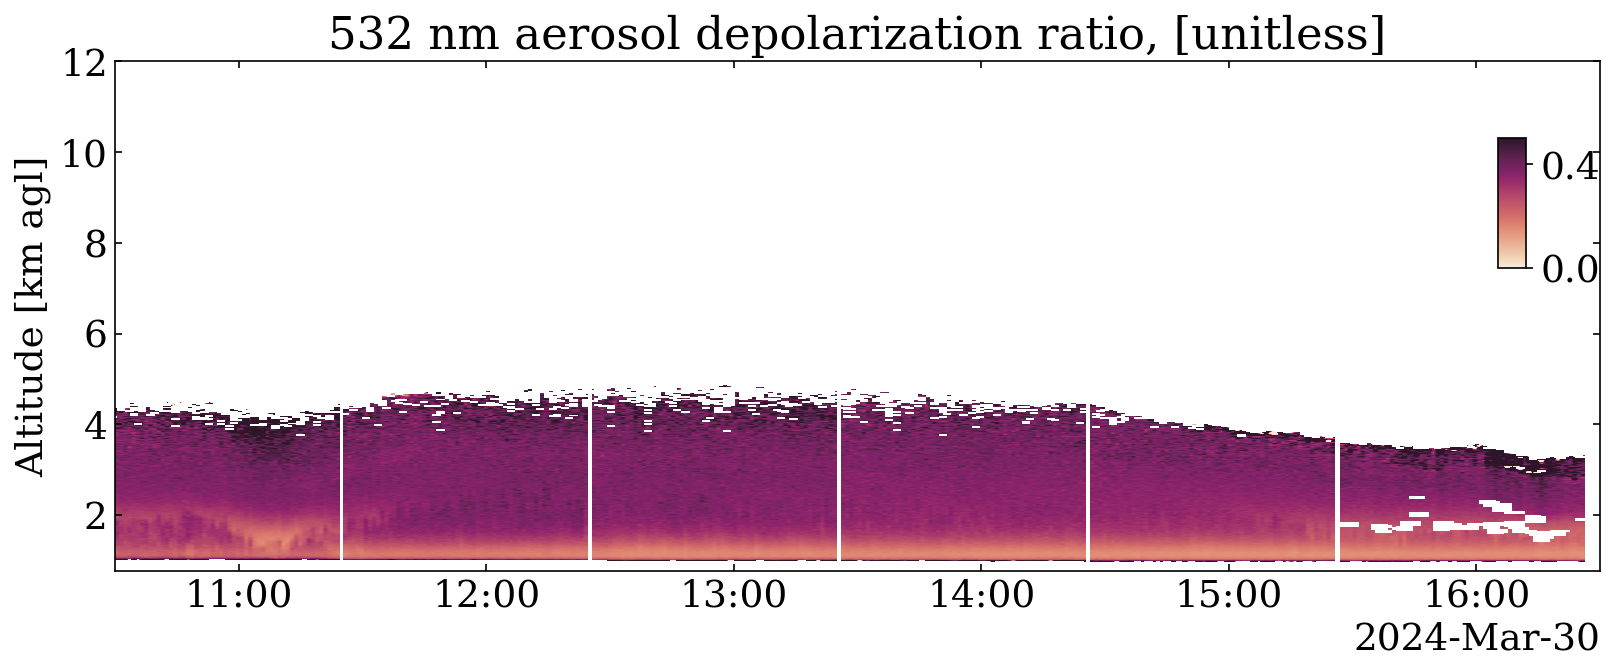 532 nm aerosol depolarization ratio, [unitless]
Altitude [km agl]
12
10
8
6
4
2
0.4
0.0
11:00 12:00 13:00 14:00 15:00 16:00
2024-Mar-30